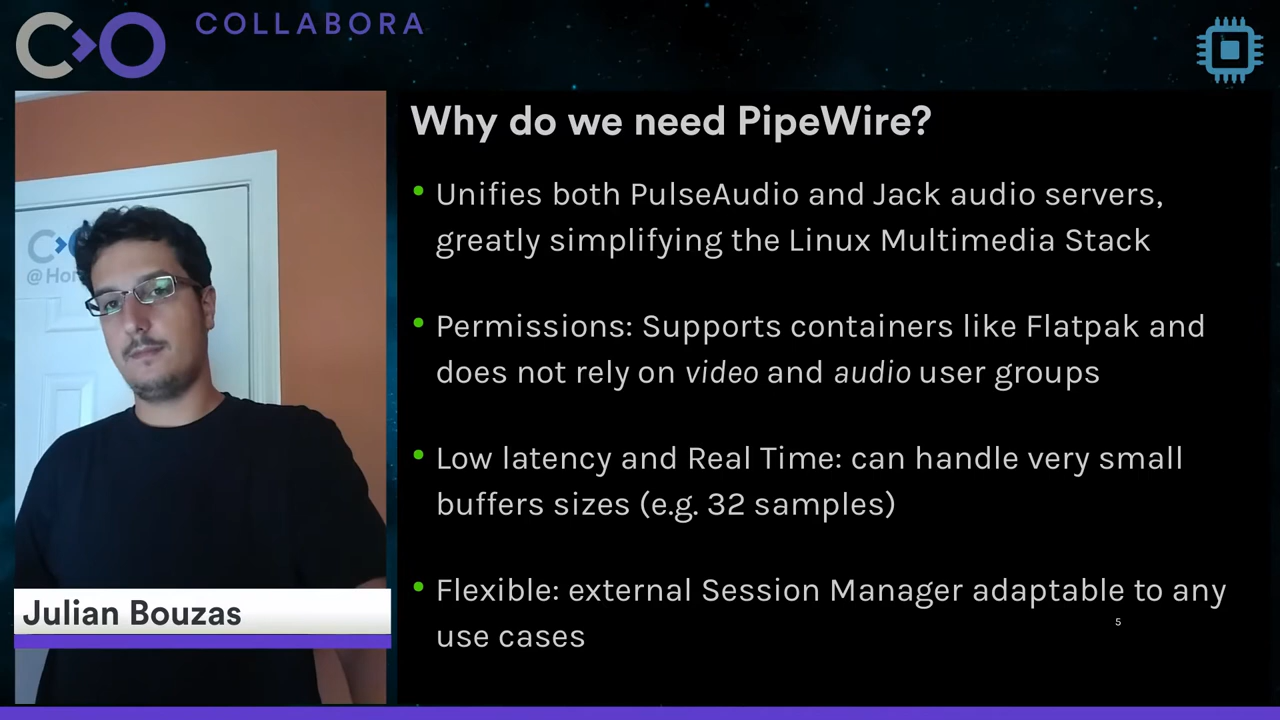 COLLABORA
Why do we need PipeWire?
• Unifies both PulseAudio and Jack audio servers,
greatly simplifying the Linux Multimedia Stack
• Permissions: Supports containers like Flatpak and
does not rely on video and audio user groups
• Low latency and Real Time: can handle very small
buffers sizes (e.g. 32 samples)
• Flexible: external Session Manager adaptable to any
use cases
5
@Hom
Julian Bouzas